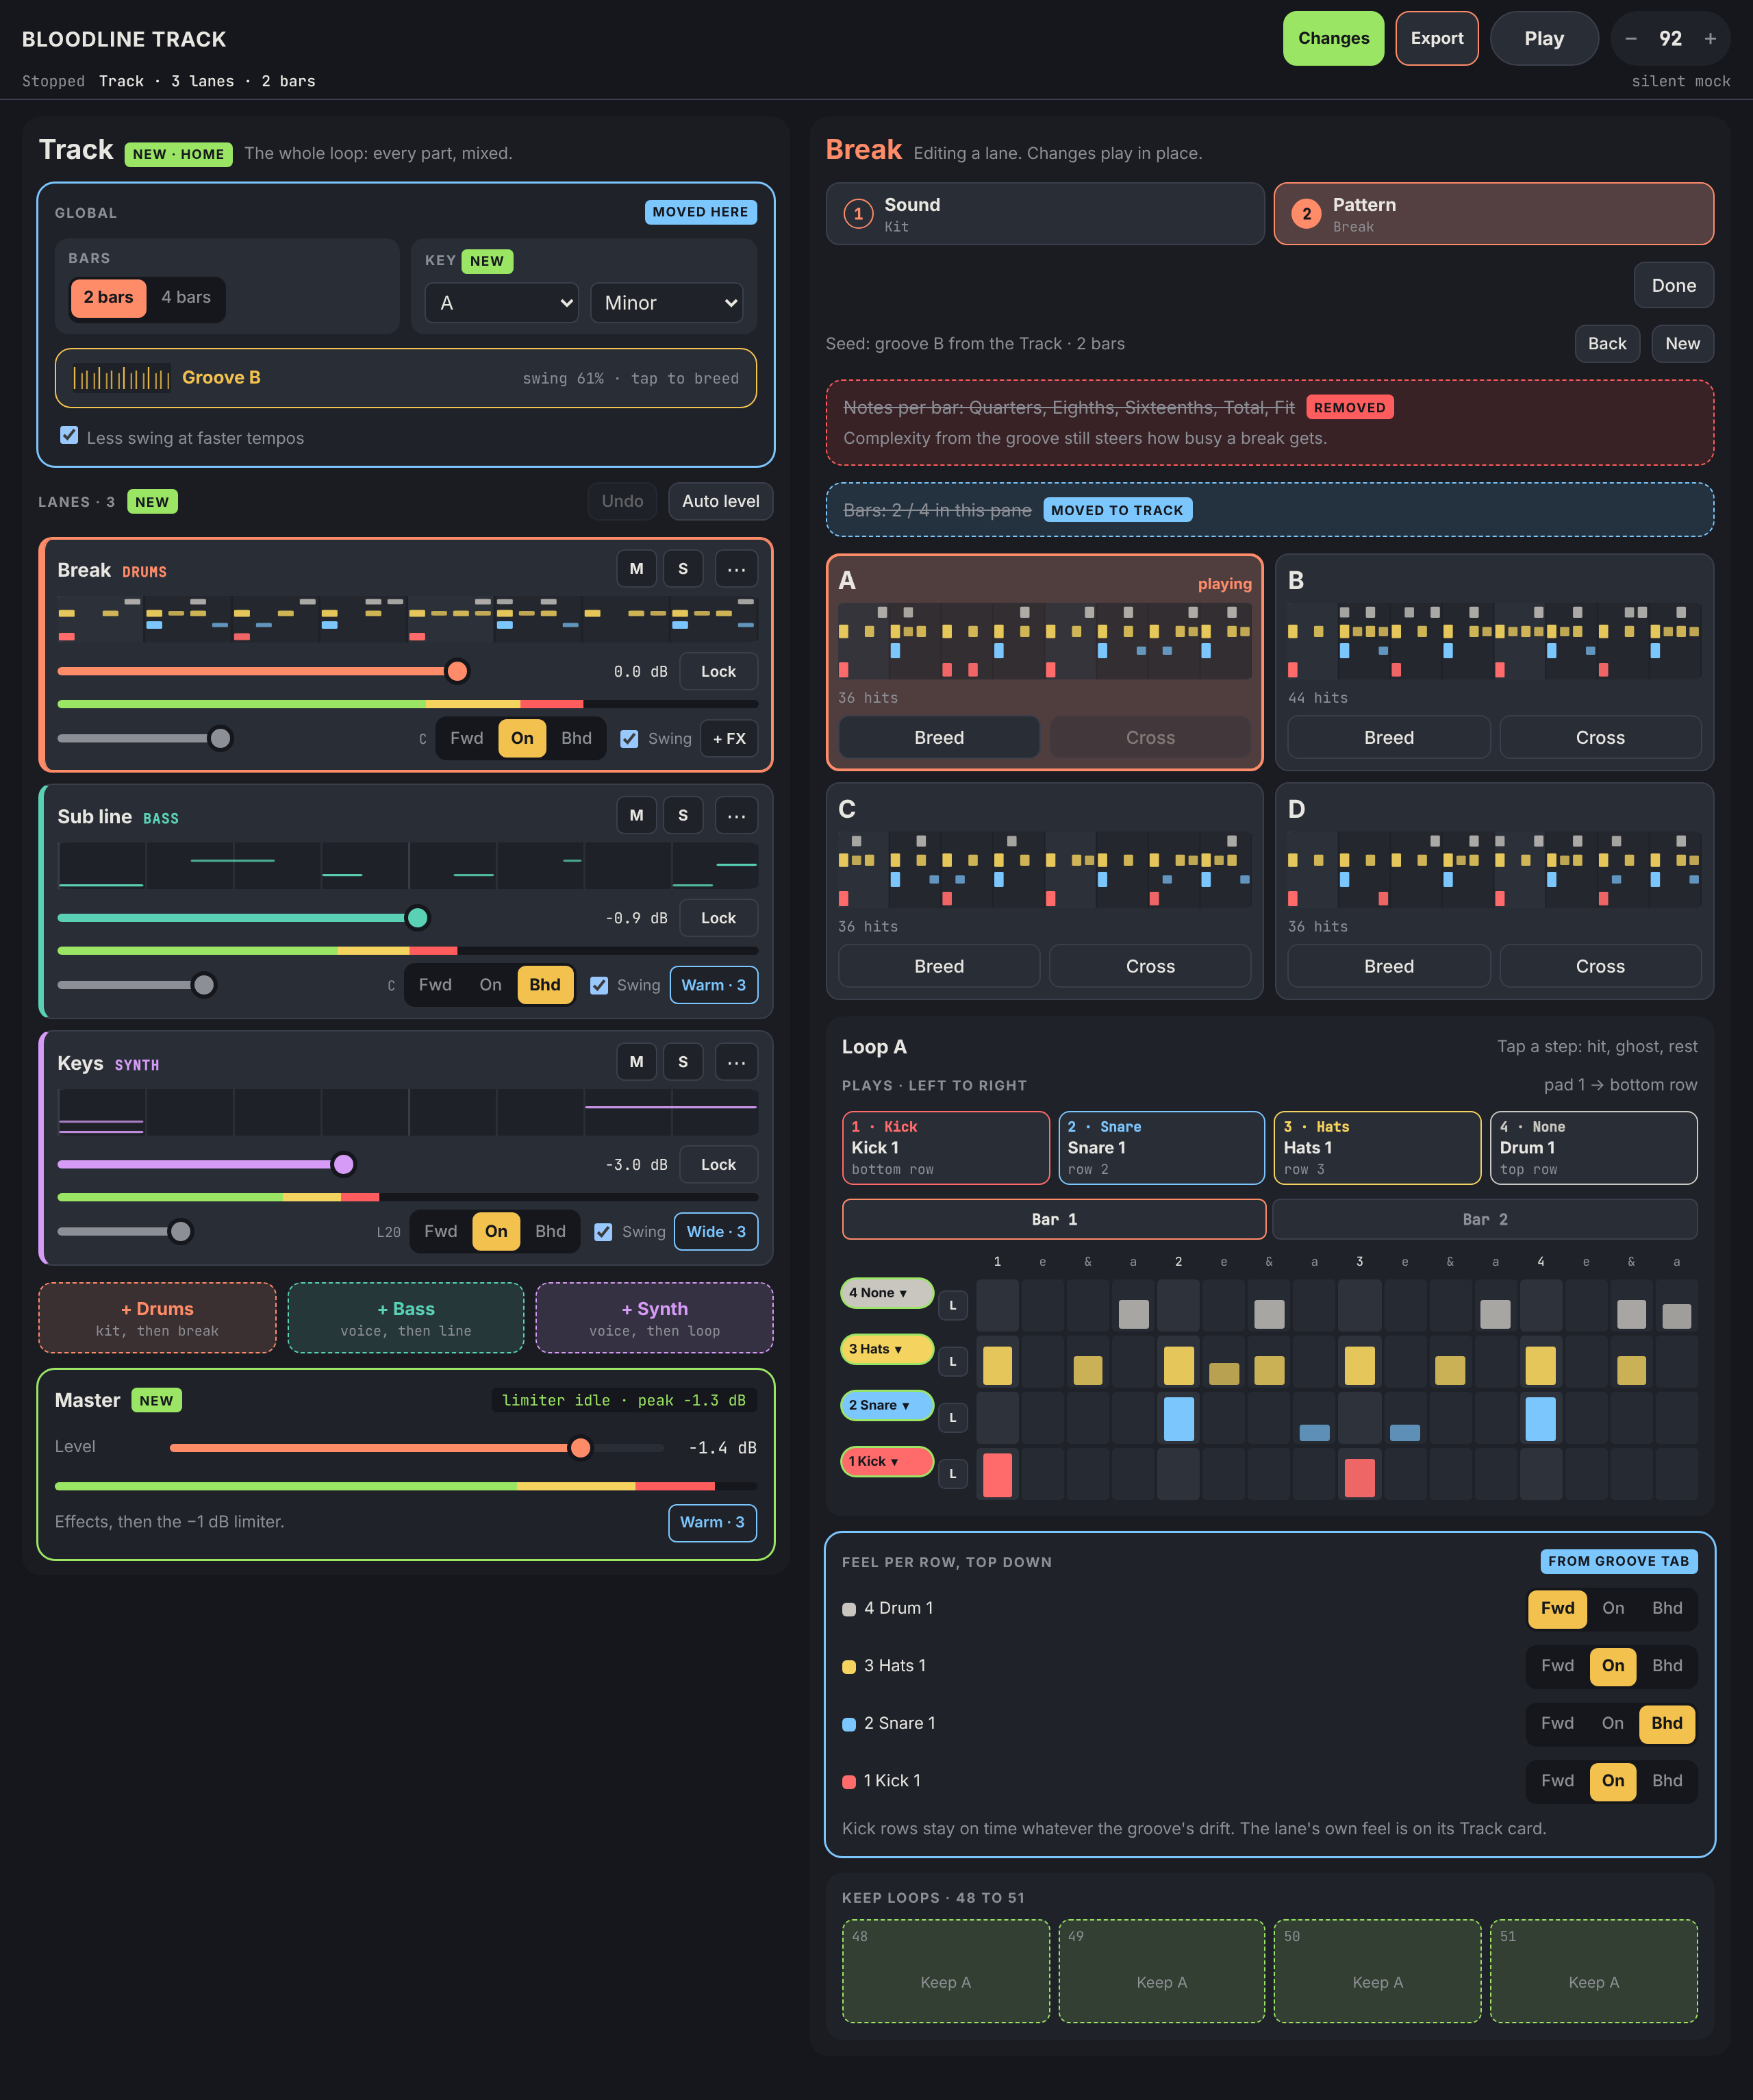 BLOODLINE TRACK
Changes
Export
Play
− 92 +
Stopped Track · 3 lanes · 2 bars
silent mock
Track NEW · HOME The whole loop: every part, mixed.
GLOBAL
MOVED HERE
BARS
2 bars
4 bars
KEY NEW
A
Minor
Groove B
swing 61% · tap to breed
Less swing at faster tempos
LANES · 3 NEW
Undo
Auto level
Break DRUMS
M
S
...
0.0 dB
Lock
C
Fwd
On
Bhd
Swing
+ FX
Sub line BASS
M
S
...
-0.9 dB
Lock
C
Fwd
On
Bhd
Swing
Warm · 3
Keys SYNTH
M
S
...
-3.0 dB
Lock
L20
Fwd
On
Bhd
Swing
Wide · 3
+ Drums
kit, then break
+ Bass
voice, then line
+ Synth
voice, then loop
Master NEW
limiter idle · peak -1.3 dB
Level
-1.4 dB
Effects, then the −1 dB limiter.
Warm · 3
Break Editing a lane. Changes play in place.
1 Sound
Kit
2 Pattern
Break
Done
Seed: groove B from the Track · 2 bars
Back
New
Notes per bar: Quarters, Eighths, Sixteenths, Total, Fit REMOVED
Complexity from the groove still steers how busy a break gets.
Bars: 2 / 4 in this pane MOVED TO TRACK
A
playing
36 hits
Breed
Cross
B
44 hits
Breed
Cross
C
36 hits
Breed
Cross
D
36 hits
Breed
Cross
Loop A
Tap a step: hit, ghost, rest
PLAYS · LEFT TO RIGHT
pad 1 → bottom row
1 · Kick
Kick 1
bottom row
2 · Snare
Snare 1
row 2
3 · Hats
Hats 1
row 3
4 · None
Drum 1
top row
Bar 1
Bar 2
1 e & a 2 e & a 3 e & a 4 e & a
4 None ▾ L
3 Hats ▾ L
2 Snare ▾ L
1 Kick ▾ L
FEEL PER ROW, TOP DOWN
FROM GROOVE TAB
4 Drum 1
Fwd On Bhd
3 Hats 1
Fwd On Bhd
2 Snare 1
Fwd On Bhd
1 Kick 1
Fwd On Bhd
Kick rows stay on time whatever the groove's drift. The lane's own feel is on its Track card.
KEEP LOOPS · 48 TO 51
48
Keep A
49
Keep A
50
Keep A
51
Keep A